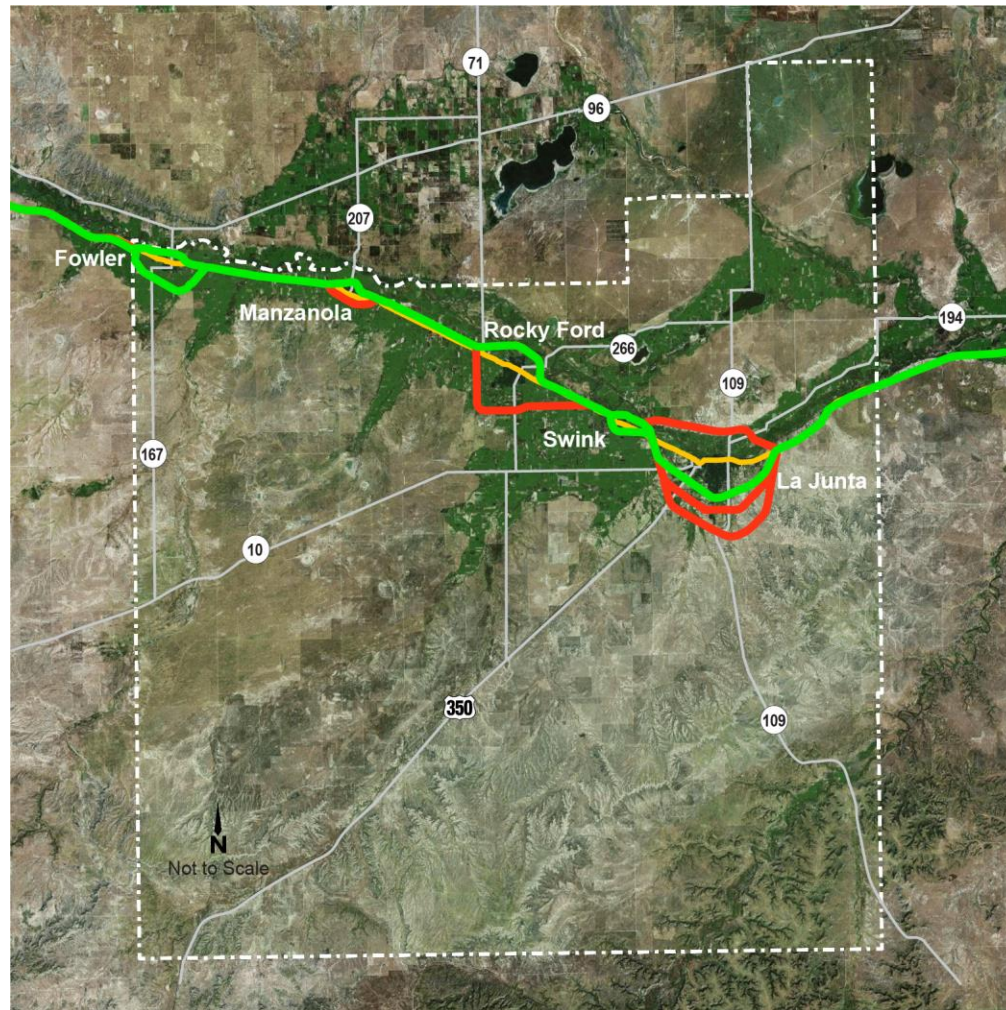 71
96
207
Fowler
Manzanola
Rocky Ford
266
194
109
Swink
167
La Junta
10
350
109
N
Not to Scale